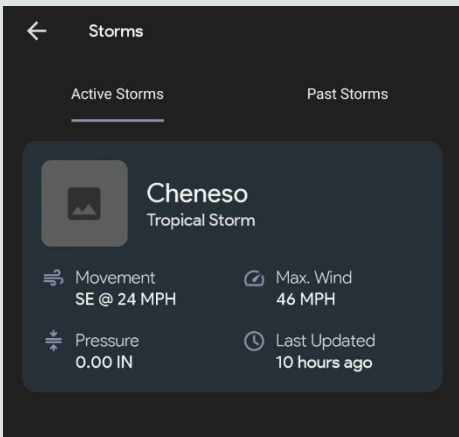 Storms
Active Storms Past Storms
Cheneso
Tropical Storm
Movement Max. Wind
SE @ 24 MPH 46 MPH
Pressure Last Updated
0.00 IN 10 hours ago